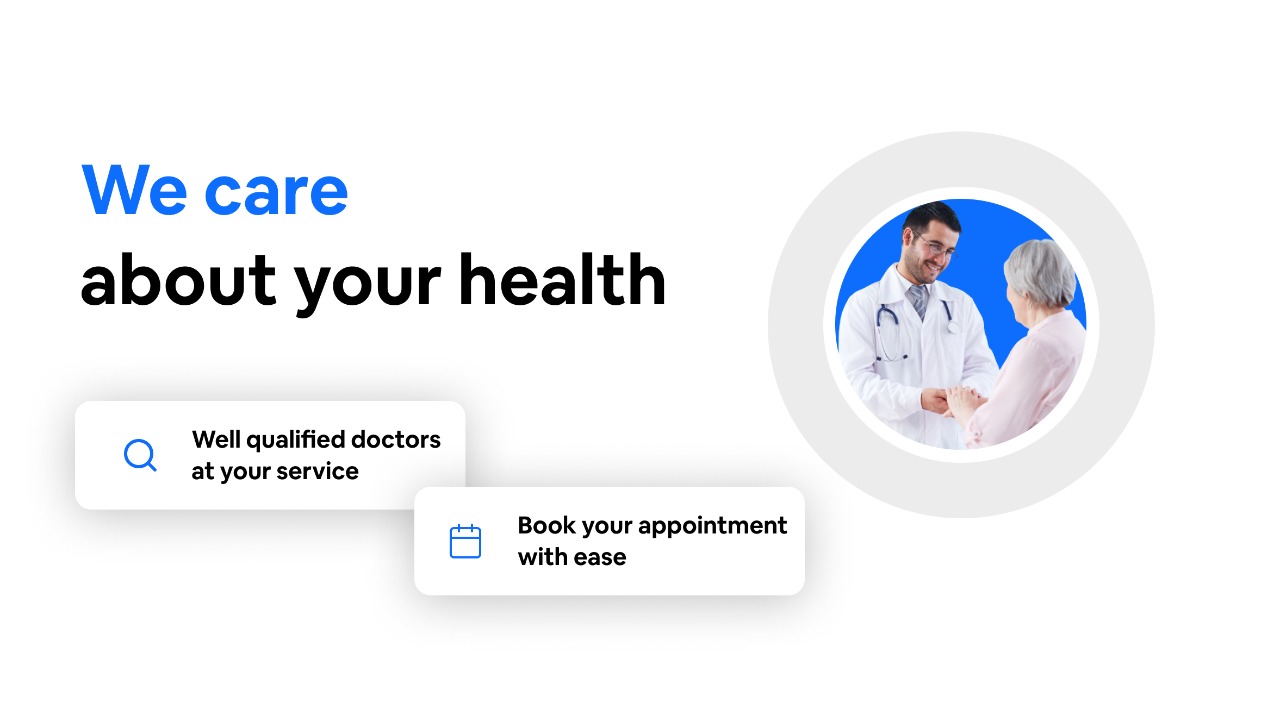 We care
about your health
Well qualified doctors
at your service
Book your appointment
with ease